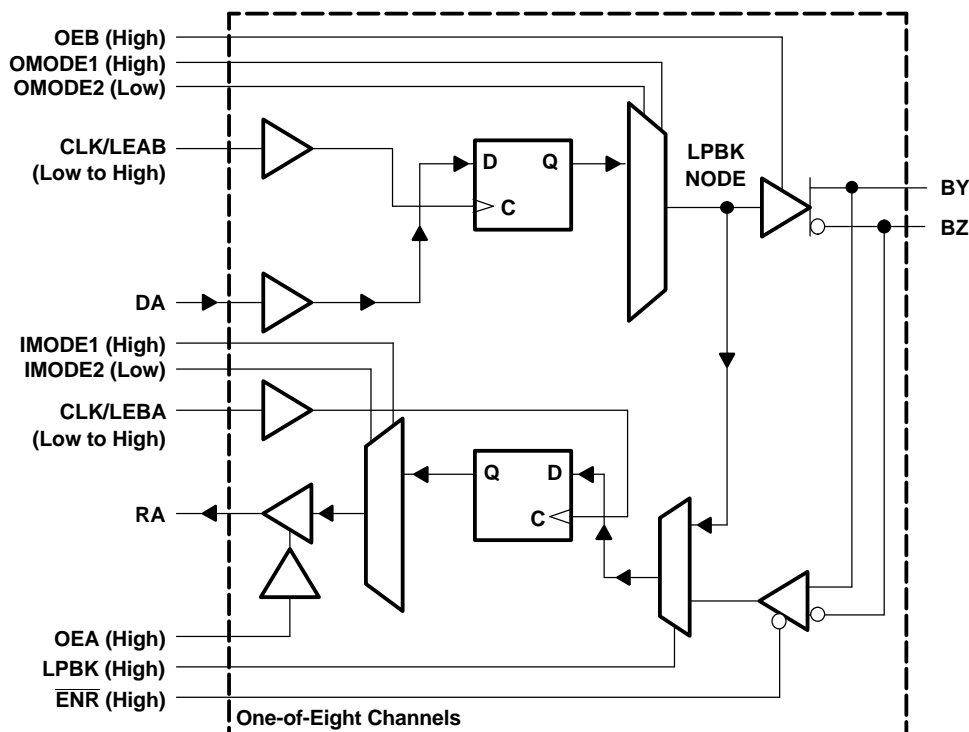 OEB (High)
OMODE1 (High)
OMODE2 (Low)
CLK/LEAB
(Low to High)
D
Q
C
LPBK
NODE
BY
BZ
DA
IMODE1 (High)
IMODE2 (Low)
CLK/LEBA
(Low to High)
Q
D
C
RA
OEA (High)
LPBK (High)
E̅N̅R̅ (High)
One-of-Eight Channels